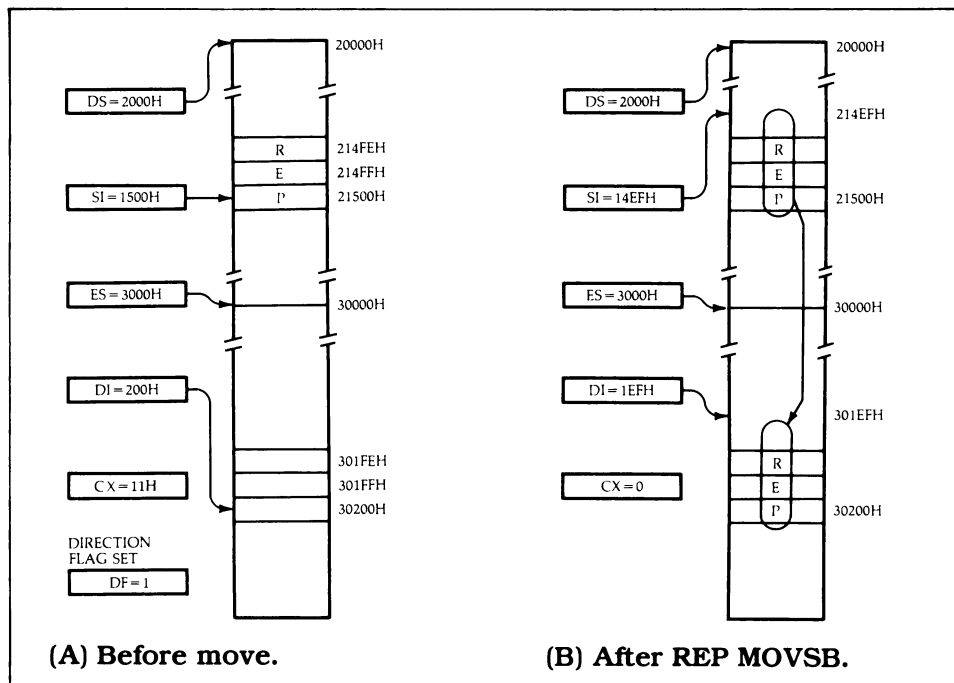 20000H
DS = 2000H
R
214FEH
E
214FFH
SI = 1500H
P
21500H
ES = 3000H
30000H
DI = 200H
301FEH
CX = 11H
301FFH
30200H
DIRECTION
FLAG SET
DF = 1
(A) Before move.
20000H
DS = 2000H
214EFH
R
E
SI = 14EFH
P
21500H
ES = 3000H
30000H
DI = 1EFH
301EFH
R
CX = 0
E
P
30200H
(B) After REP MOVSB.